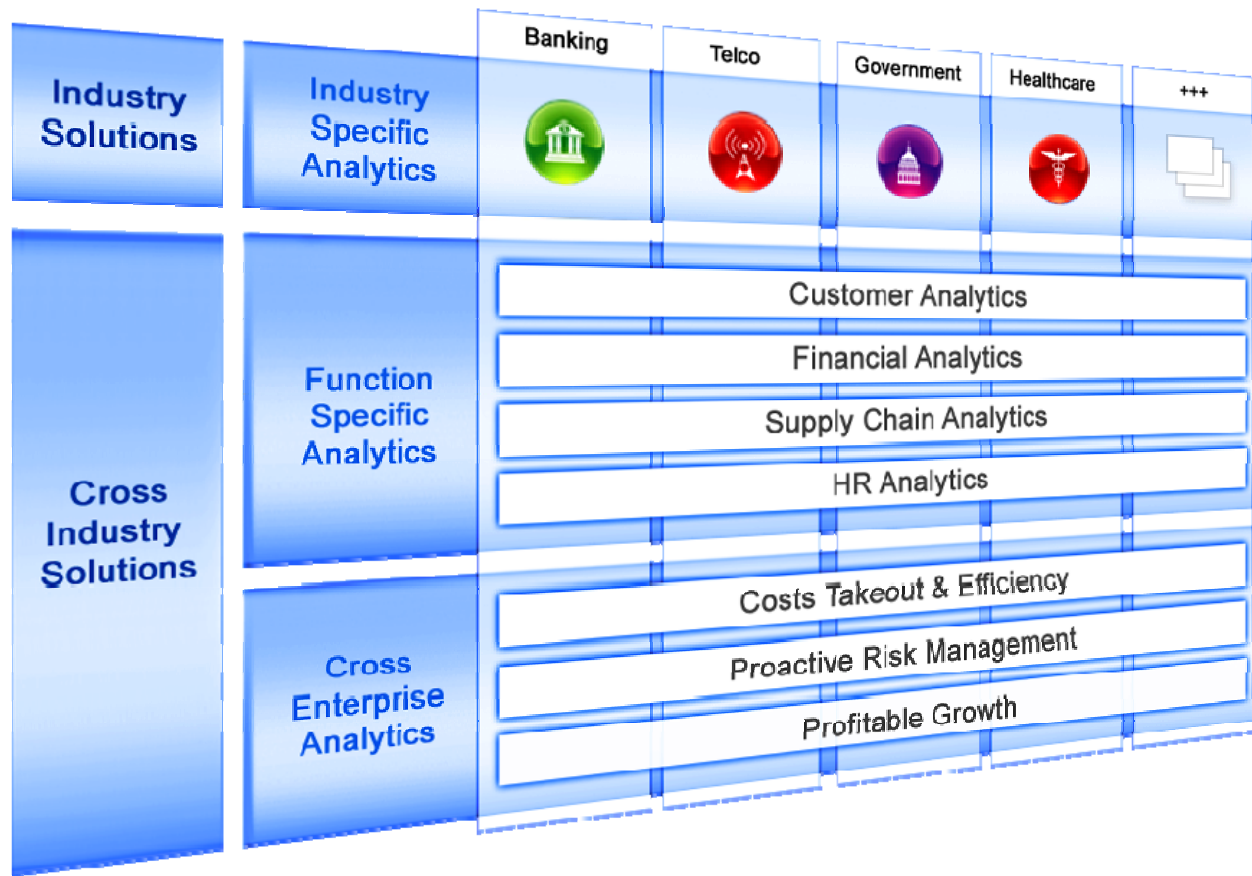 Industry
Solutions
Industry
Specific
Analytics
Banking
Telco
Government
Healthcare
+++
Cross
Industry
Solutions
Function
Specific
Analytics
Customer Analytics
Financial Analytics
Supply Chain Analytics
HR Analytics
Cross
Enterprise
Analytics
Costs Takeout & Efficiency
Proactive Risk Management
Profitable Growth